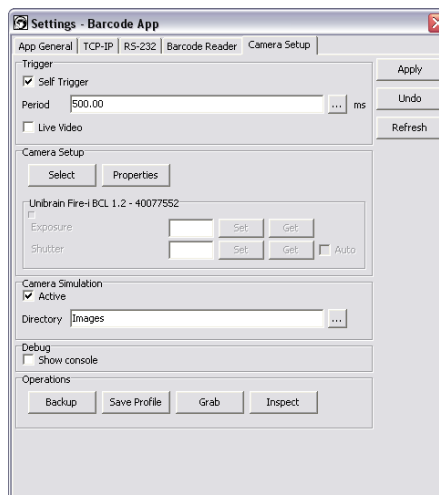 Settings - Barcode App
App General TCP-IP RS-232 Barcode Reader Camera Setup
Trigger
Self Trigger
Period 500.00 ... ms
Live Video
Apply
Undo
Refresh
Camera Setup
Select Properties
Unibrain Fire-i BCL 1.2 - 40077552
Exposure Set Get
Shutter Set Get Auto
Camera Simulation
Active
Directory Images ...
Debug
Show console
Operations
Backup Save Profile Grab Inspect